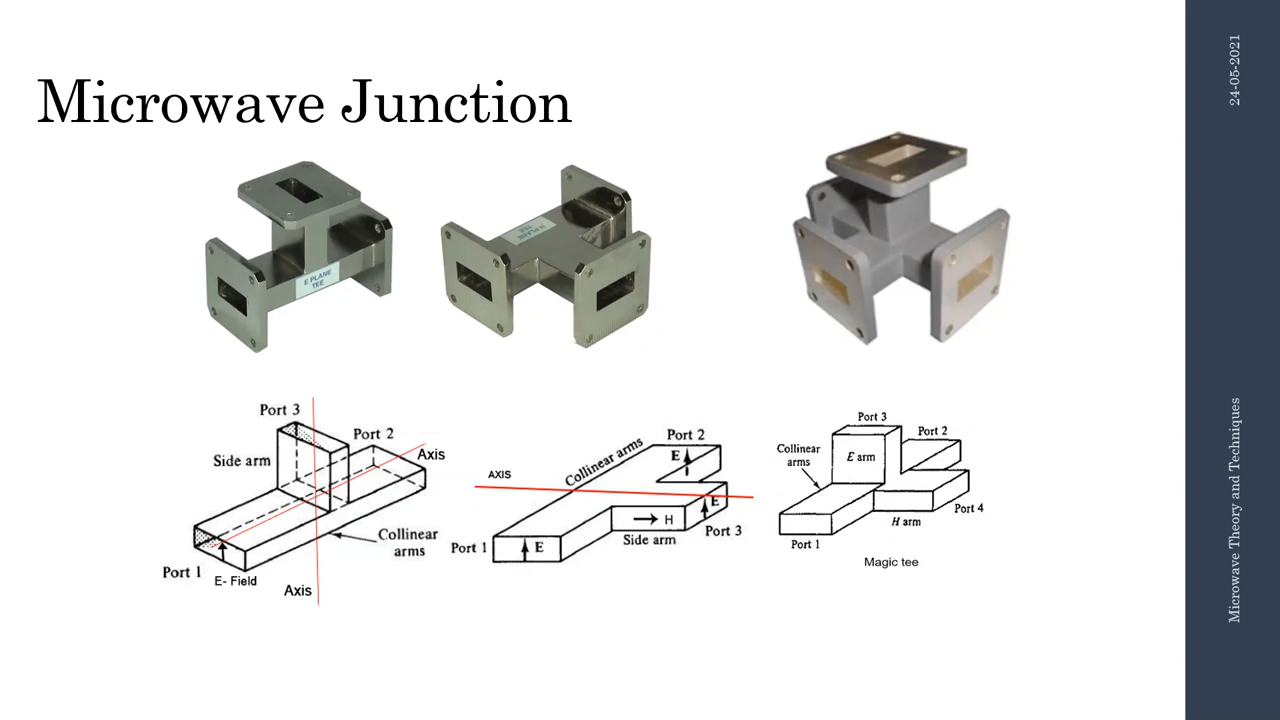 Microwave Junction
E PLANE
TEE
H PLANE
TEE
Port 3
Port 2
Axis
Side arm
Collinear
arms
Port 1
E- Field
Axis
Port 2
Collinear arms
E
AXIS
E
H
Port 3
Side arm
Port 1
E
Port 3
Port 2
Collinear
arms
E arm
Port 4
H arm
Port 1
Magic tee
24-05-2021
Microwave Theory and Techniques